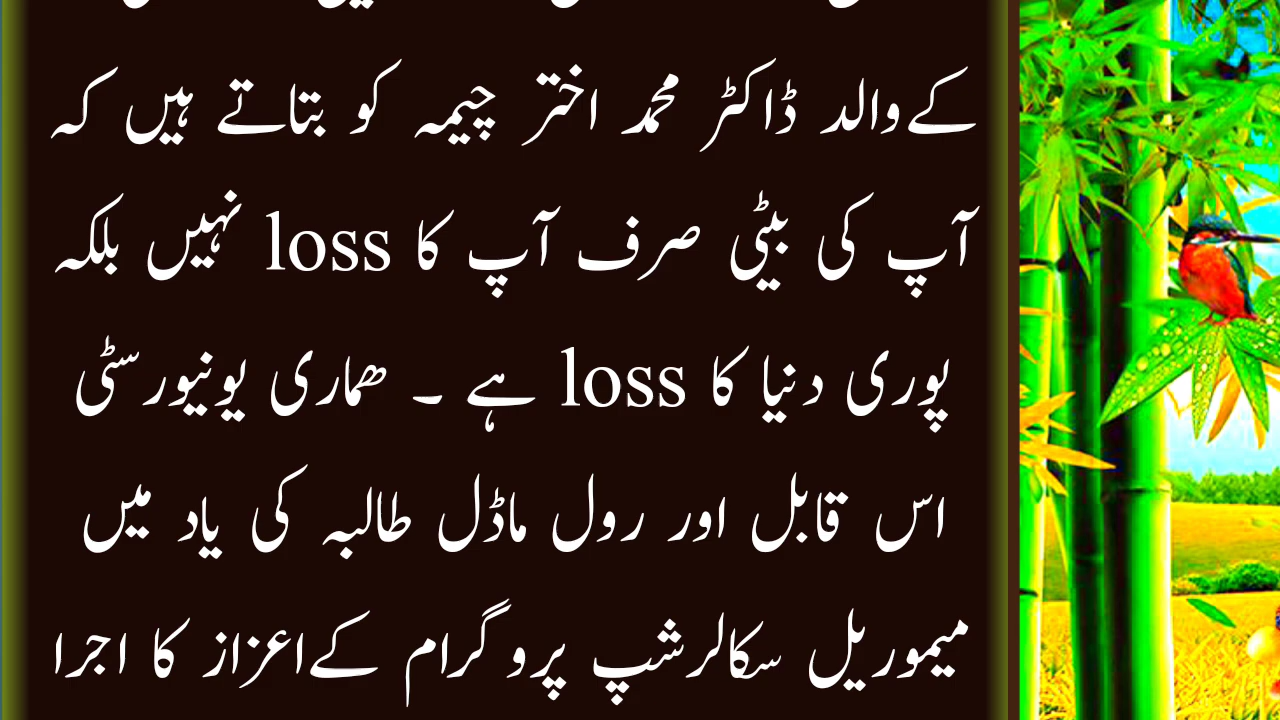 کے والد ڈاکٹر محمد اختر چیمہ کو بتاتے ہیں کہ
آپ کی بیٹی صرف آپ کا loss نہیں بلکہ
پوری دنیا کا loss ہے ۔ ھماری یونیورسٹی
اس قابل اور رول ماڈل طالبہ کی یاد میں
میموریل سکالرشپ پروگرام کے اعزاز کا اجرا